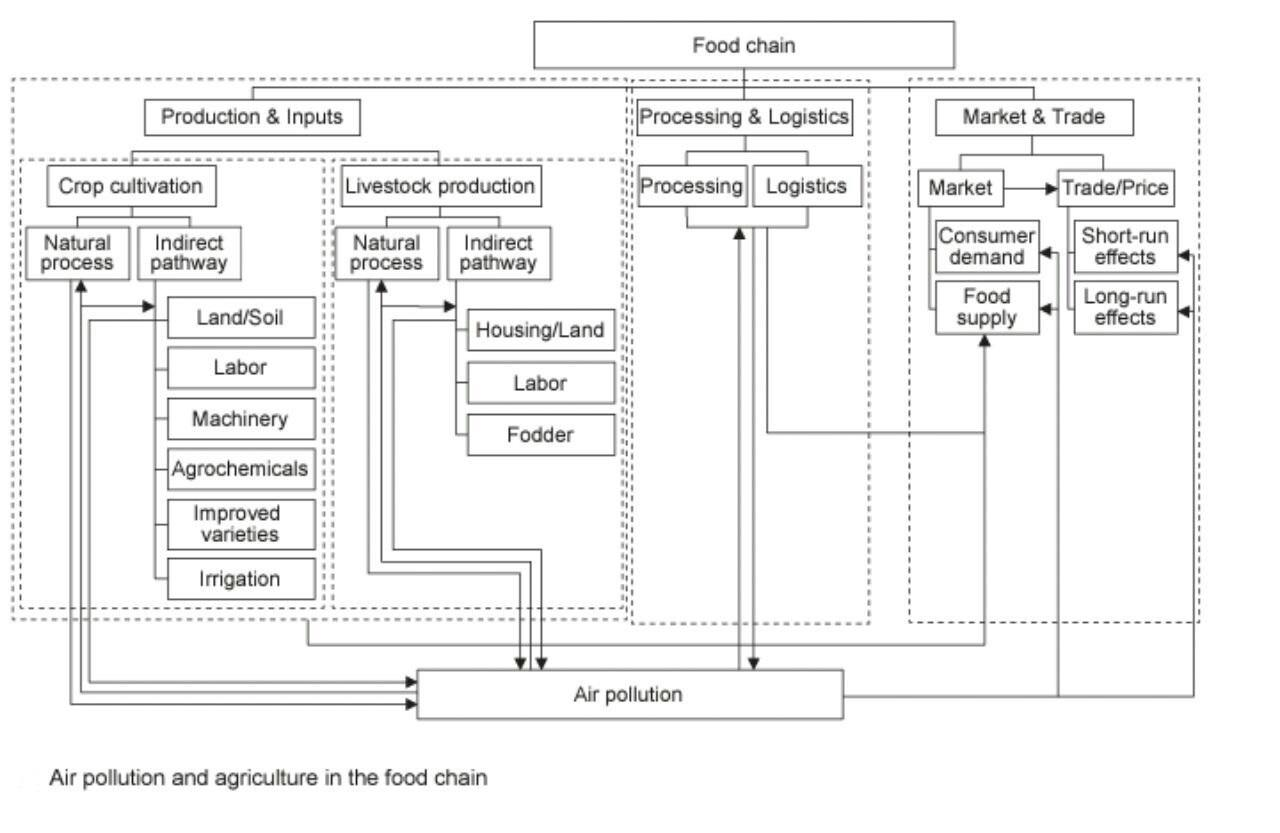 Food chain
Production & Inputs
Processing & Logistics
Market & Trade
Crop cultivation
Livestock production
Processing
Logistics
Market
Trade/Price
Natural
process
Indirect
pathway
Natural
process
Indirect
pathway
Consumer
demand
Short-run
effects
Land/Soil
Labor
Machinery
Agrochemicals
Improved
varieties
Irrigation
Housing/Land
Labor
Fodder
Food
supply
Long-run
effects
Air pollution
Air pollution and agriculture in the food chain